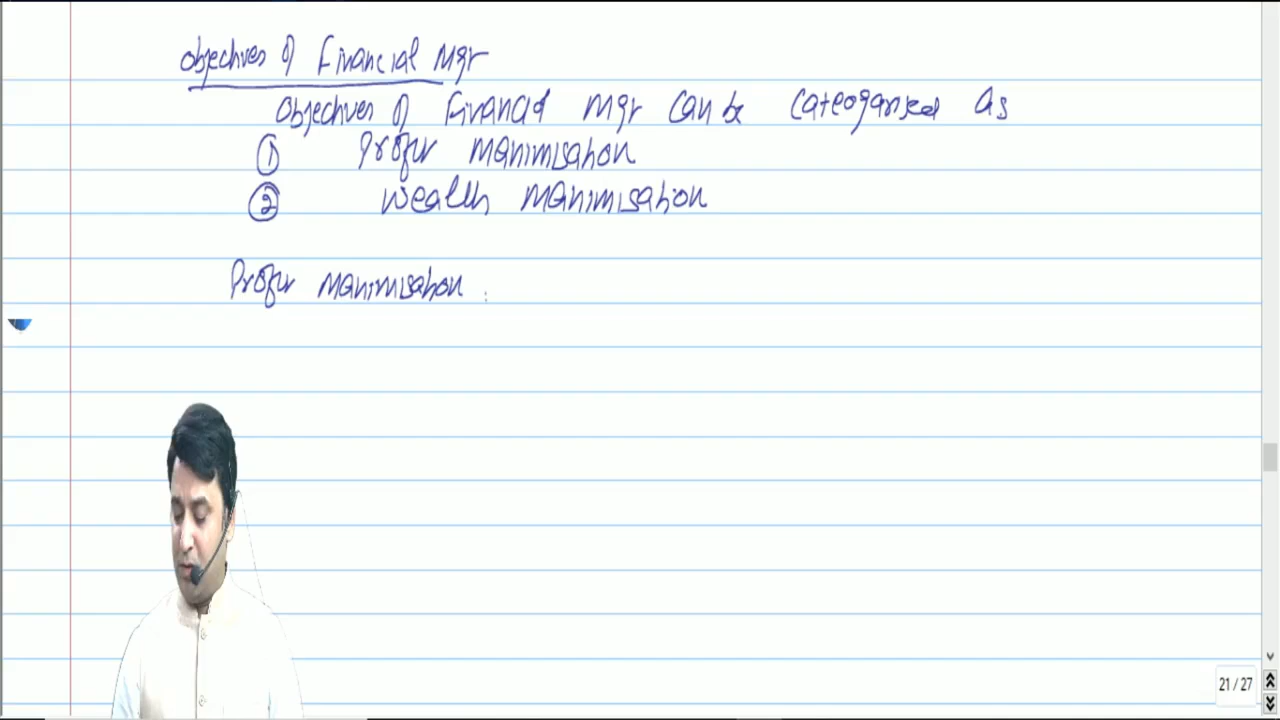 Objectives of Financial Mgr
Objectives of Financial Mgr Can be Cateogarised As
① Profit Maximisation
② Wealth Maximisation
Profit Maximisation :
21 / 27